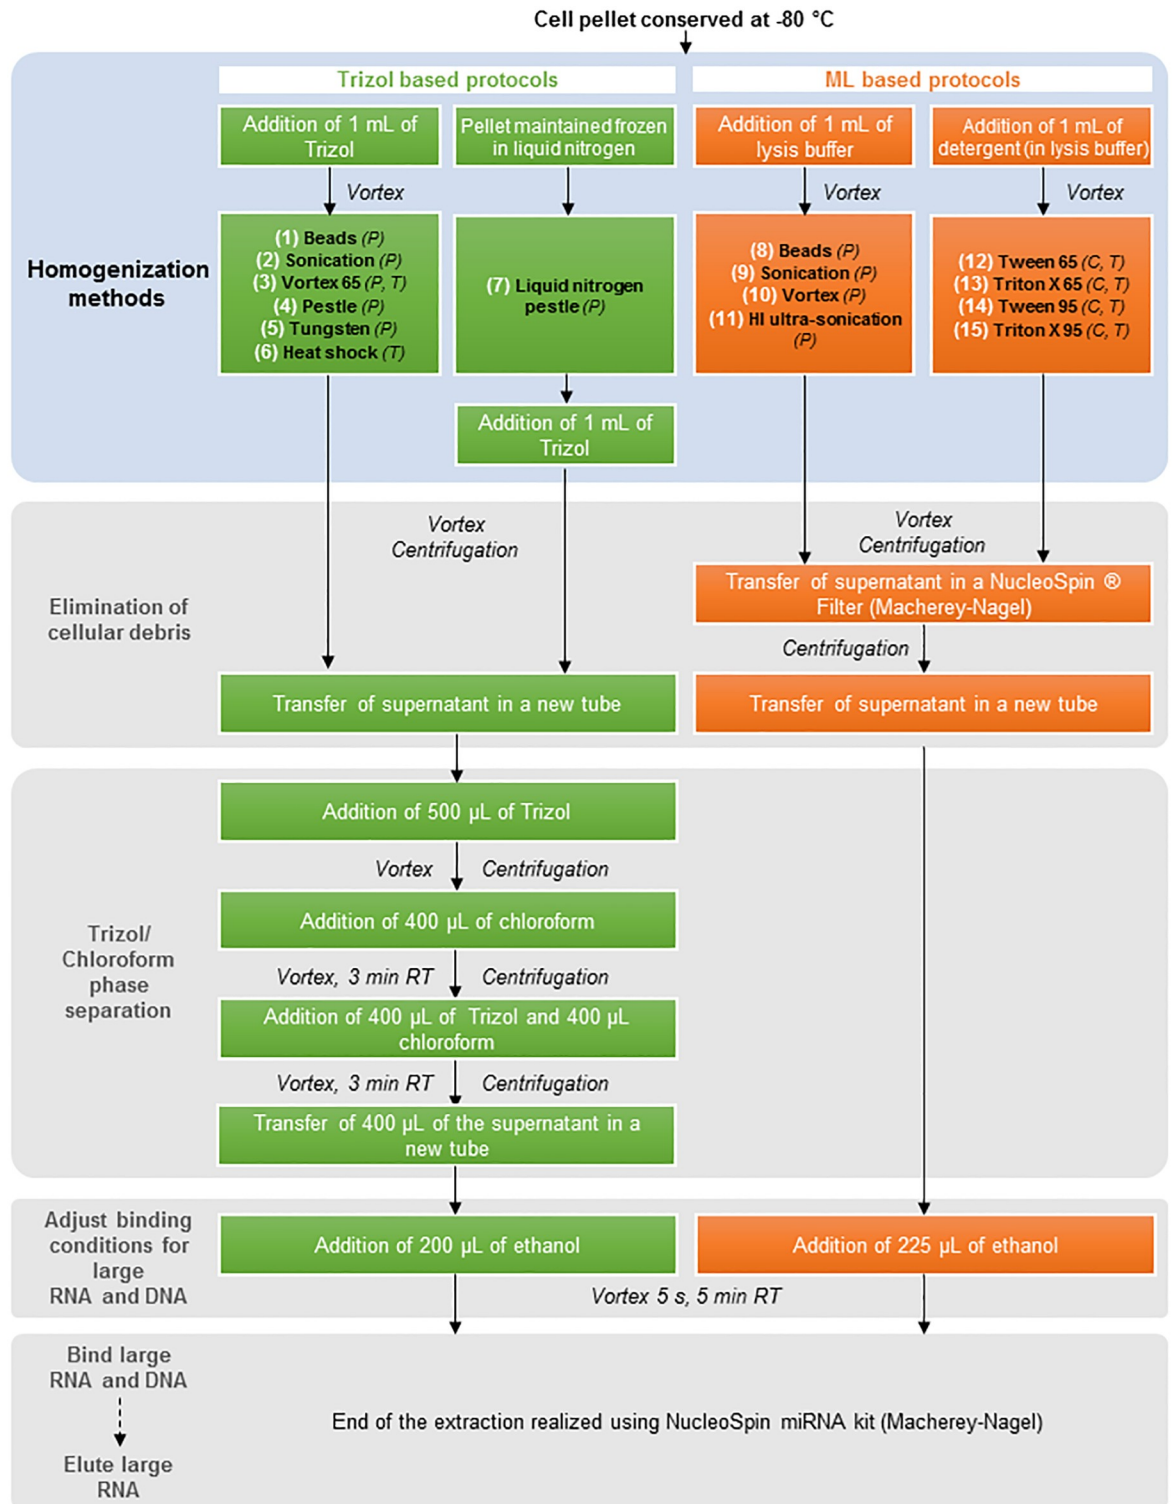 Cell pellet conserved at -80 °C
Trizol based protocols
ML based protocols
Addition of 1 mL of
Trizol
Pellet maintained frozen
in liquid nitrogen
Addition of 1 mL of
lysis buffer
Addition of 1 mL of
detergent (in lysis buffer)
Vortex
Vortex
Vortex
Homogenization
methods
(1) Beads (P)
(2) Sonication (P)
(3) Vortex 65 (P, T)
(4) Pestle (P)
(5) Tungsten (P)
(6) Heat shock (T)
(7) Liquid nitrogen
pestle (P)
(8) Beads (P)
(9) Sonication (P)
(10) Vortex (P)
(11) HI ultra-sonication
(P)
(12) Tween 65 (C, T)
(13) Triton X 65 (C, T)
(14) Tween 95 (C, T)
(15) Triton X 95 (C, T)
Addition of 1 mL of
Trizol
Elimination of
cellular debris
Vortex
Centrifugation
Vortex
Centrifugation
Transfer of supernatant in a NucleoSpin ®
Filter (Macherey-Nagel)
Centrifugation
Transfer of supernatant in a new tube
Transfer of supernatant in a new tube
Trizol/
Chloroform
phase
separation
Addition of 500 µL of Trizol
Vortex
Centrifugation
Addition of 400 µL of chloroform
Vortex, 3 min RT
Centrifugation
Addition of 400 µL of Trizol and 400 µL
chloroform
Vortex, 3 min RT
Centrifugation
Transfer of 400 µL of the supernatant in a
new tube
Adjust binding
conditions for
large
RNA and DNA
Addition of 200 µL of ethanol
Addition of 225 µL of ethanol
Vortex 5 s, 5 min RT
Bind large
RNA and DNA
Elute large
RNA
End of the extraction realized using NucleoSpin miRNA kit (Macherey-Nagel)